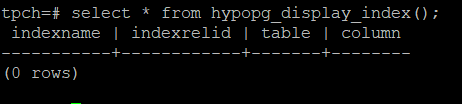 tpch=# select * from hypopg_display_index();
 indexname | indexrelid | table | column
-----------+------------+-------+--------
(0 rows)